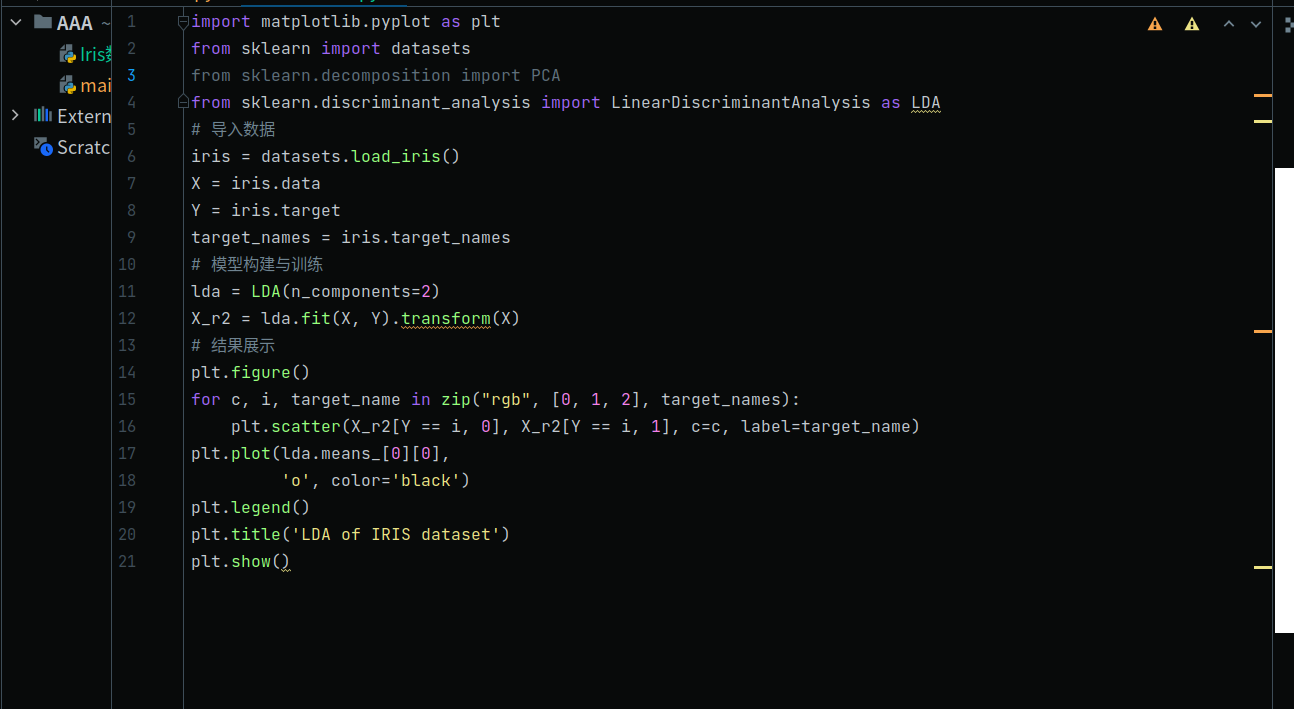 AAA ~
Iris数
mai
Extern
Scratc
1 import matplotlib.pyplot as plt
2 from sklearn import datasets
3 from sklearn.decomposition import PCA
4 from sklearn.discriminant_analysis import LinearDiscriminantAnalysis as LDA
5 # 导入数据
6 iris = datasets.load_iris()
7 X = iris.data
8 Y = iris.target
9 target_names = iris.target_names
10 # 模型构建与训练
11 lda = LDA(n_components=2)
12 X_r2 = lda.fit(X, Y).transform(X)
13 # 结果展示
14 plt.figure()
15 for c, i, target_name in zip("rgb", [0, 1, 2], target_names):
16     plt.scatter(X_r2[Y == i, 0], X_r2[Y == i, 1], c=c, label=target_name)
17 plt.plot(lda.means_[0][0],
18          'o', color='black')
19 plt.legend()
20 plt.title('LDA of IRIS dataset')
21 plt.show()